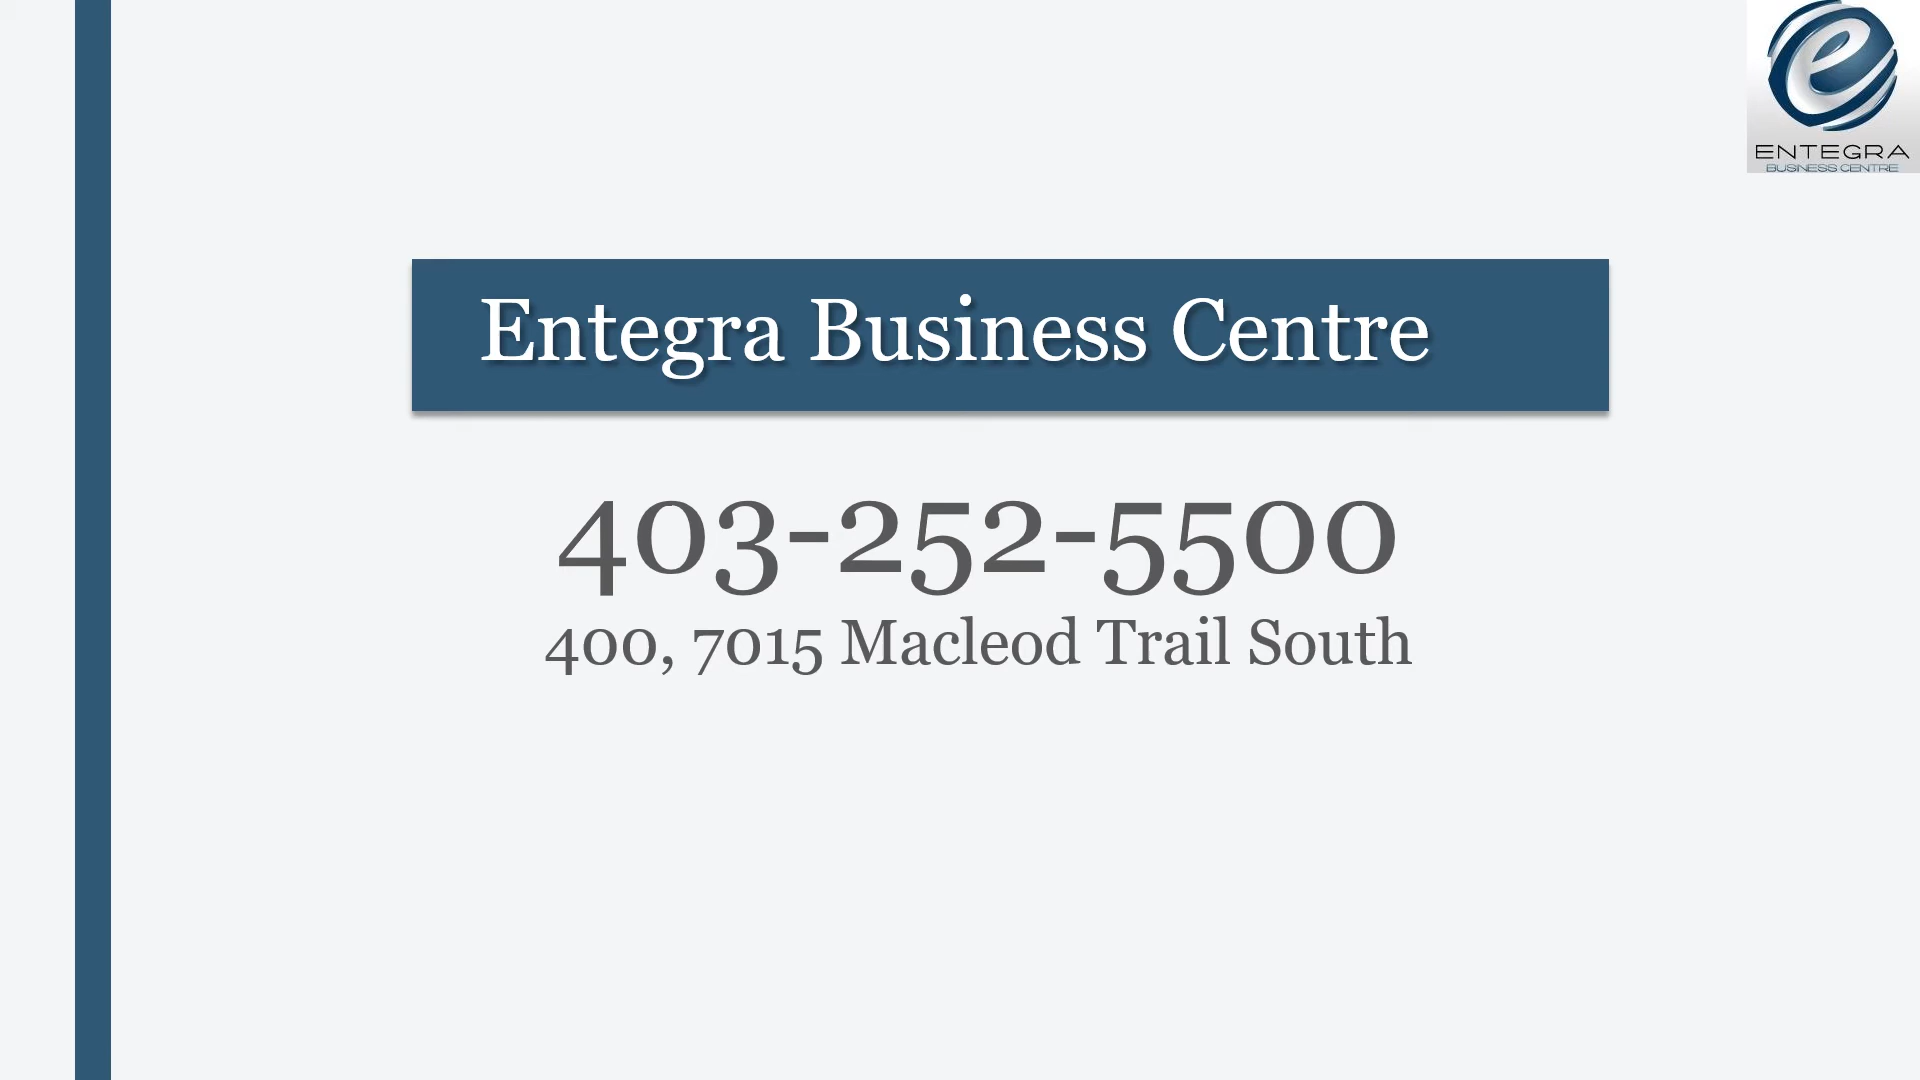 ENTEGRA
BUSINESS CENTRE
Entegra Business Centre
403-252-5500
400, 7015 Macleod Trail South